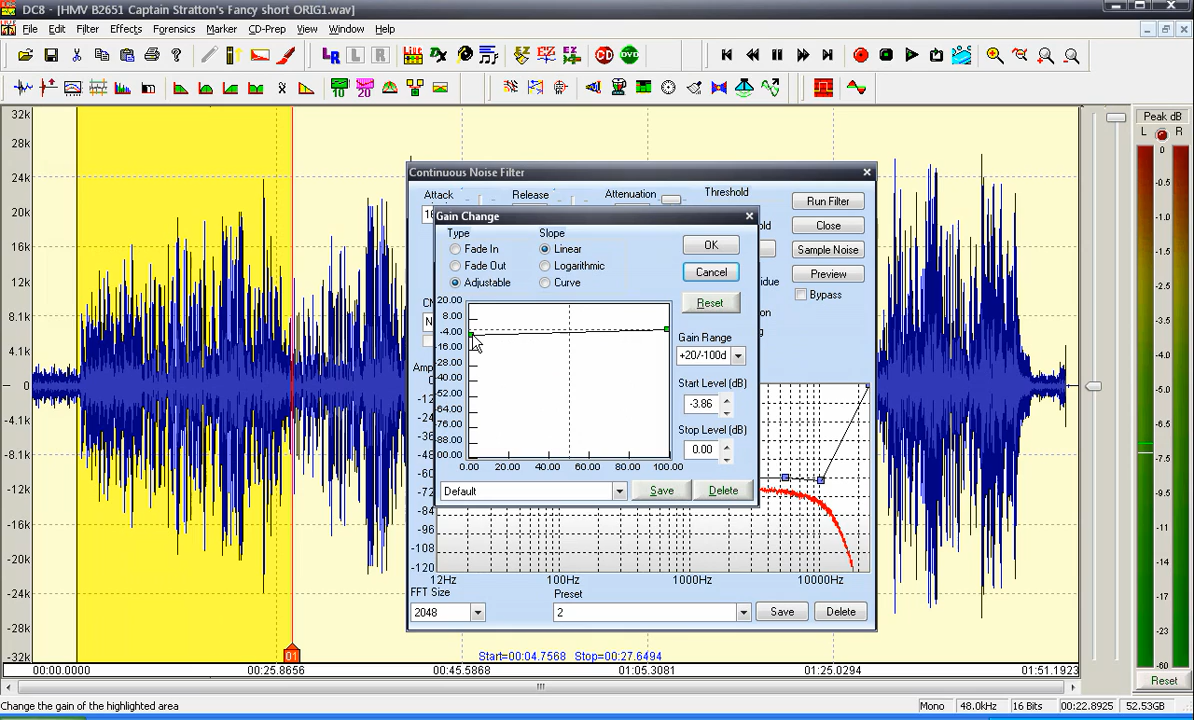 DC8 - [HMV B2651 Captain Stratton's Fancy short ORIG1.wav]
File Edit Filter Effects Forensics Marker CD-Prep View Window Help
Peak dB
L R
32k
28k
24k
20k
16k
12k
8.1k
4.1k
0
-4.1k
-8.1k
-12k
-16k
-20k
-24k
-28k
-32k
Continuous Noise Filter
Attack Release Attenuation Threshold
Run Filter
Close
Sample Noise
Preview
Bypass
Gain Change
Type Slope
Fade In Linear
Fade Out Logarithmic
Adjustable Curve
OK
Cancel
Reset
20.00
8.00
-4.00
-16.00
-28.00
-40.00
-52.00
-64.00
-76.00
-88.00
00.00
0.00 20.00 40.00 60.00 80.00 100.00
Gain Range
+20/-100d
Start Level (dB)
-3.86
Stop Level (dB)
0.00
Default Save Delete
-84
-96
-108
-120
12Hz 100Hz 1000Hz 10000Hz
FFT Size Preset
2048 2 Save Delete
0
-0.5
-1.0
-1.5
-2.0
-2.5
-3.0
-3.5
-4.0
-5.0
-6.0
-7.0
-8.5
-9.5
-11
-14
-17
-23
-60
Reset
01
Start=00:04.7568 Stop=00:27.6494
00:00.0000 00:25.8656 00:45.5868 01:05.3081 01:25.0294 01:51.1923
Change the gain of the highlighted area
Mono 48.0kHz 16 Bits 00:22.8925 52.53GB